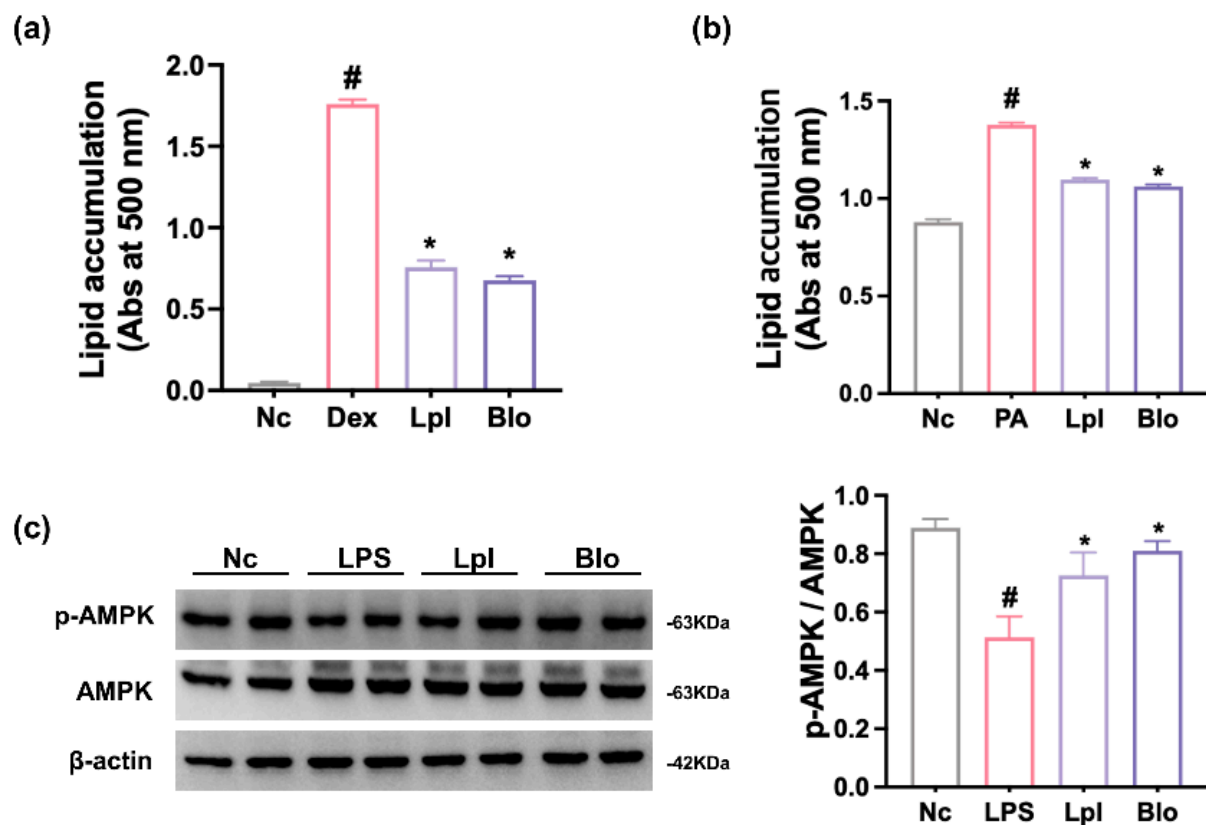 (a)
Lipid accumulation
(Abs at 500 nm)
2.0
1.5
1.0
0.5
0.0
#
*
*
Nc Dex Lpl Blo
(b)
Lipid accumulation
(Abs at 500 nm)
1.5
1.0
0.5
0.0
#
*
*
Nc PA Lpl Blo
(c)
Nc LPS Lpl Blo
p-AMPK -63KDa
AMPK -63KDa
β-actin -42KDa
p-AMPK / AMPK
1.0
0.8
0.6
0.4
0.2
0.0
#
*
*
Nc LPS Lpl Blo